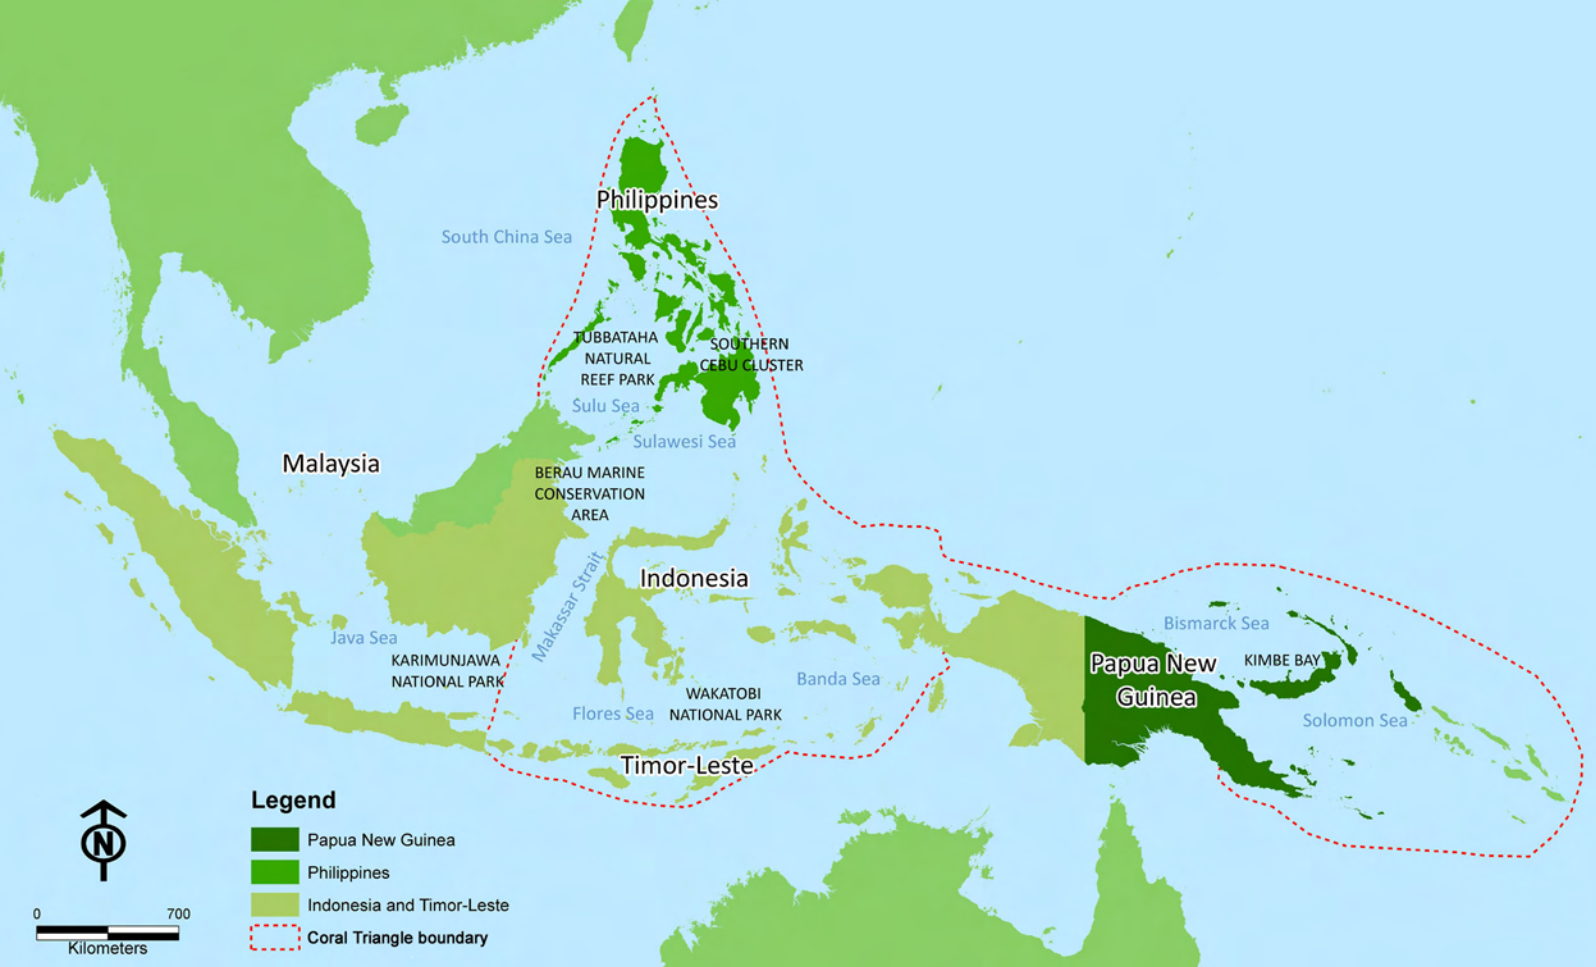 Philippines
South China Sea
TUBBATAHA
NATURAL
REEF PARK
SOUTHERN
CEBU CLUSTER
Sulu Sea
Sulawesi Sea
Malaysia
BERAU MARINE
CONSERVATION
AREA
Makassar Strait
Indonesia
Java Sea
KARIMUNJAWA
NATIONAL PARK
Banda Sea
WAKATOBI
NATIONAL PARK
Flores Sea
Timor-Leste
Bismarck Sea
Papua New
Guinea
KIMBE BAY
Solomon Sea
Legend
Papua New Guinea
Philippines
Indonesia and Timor-Leste
Coral Triangle boundary
N
0 700
Kilometers